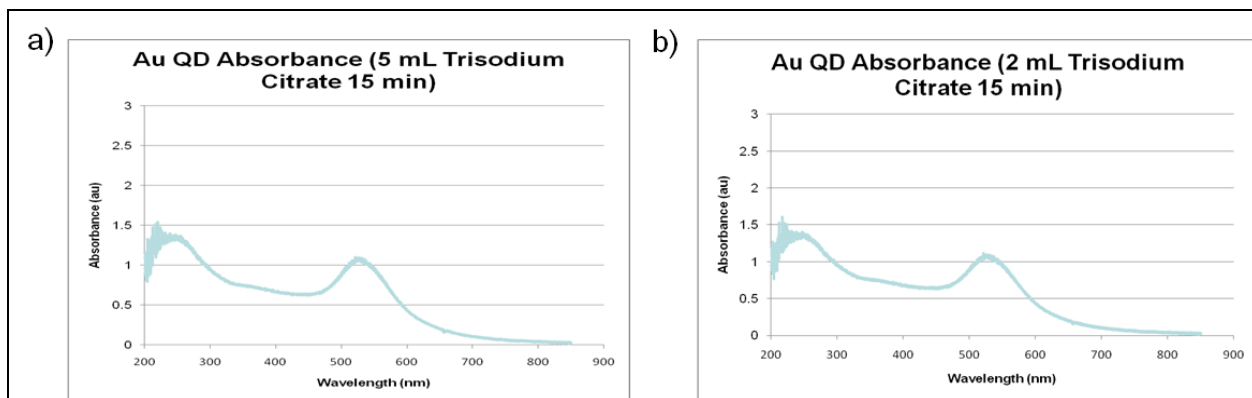 a)
Au QD Absorbance (5 mL Trisodium
Citrate 15 min)
3
2.5
2
1.5
1
0.5
0
Absorbance (au)
200 300 400 500 600 700 800 900
Wavelength (nm)
b)
Au QD Absorbance (2 mL Trisodium
Citrate 15 min)
3
2.5
2
1.5
1
0.5
0
Absorbance (au)
200 300 400 500 600 700 800 900
Wavelength (nm)